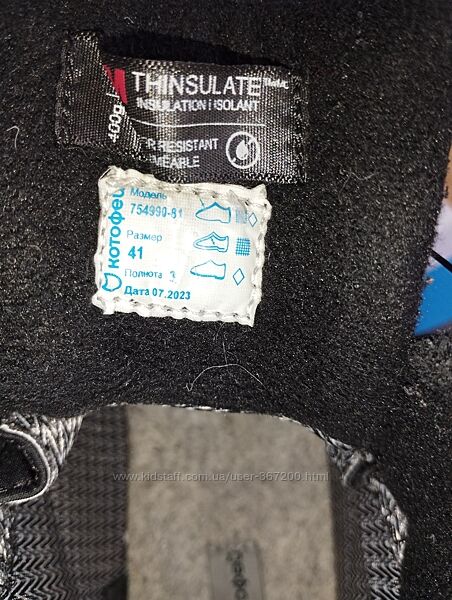 THINSULATE
INSULATION | ISOLANT
400g
RESISTANT
котофей
Модель
754990-81
Размер
41
Полнота 3
Дата 07.2023
www.kidstaff.com.ua/user-367200.html